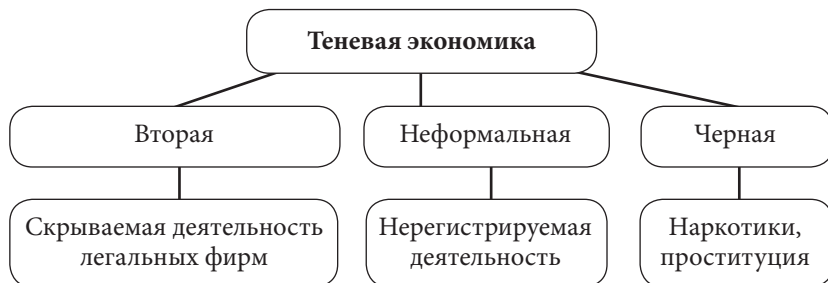 Теневая экономика
Вторая
Неформальная
Черная
Скрываемая деятельность
легальных фирм
Нерегистрируемая
деятельность
Наркотики,
проституция